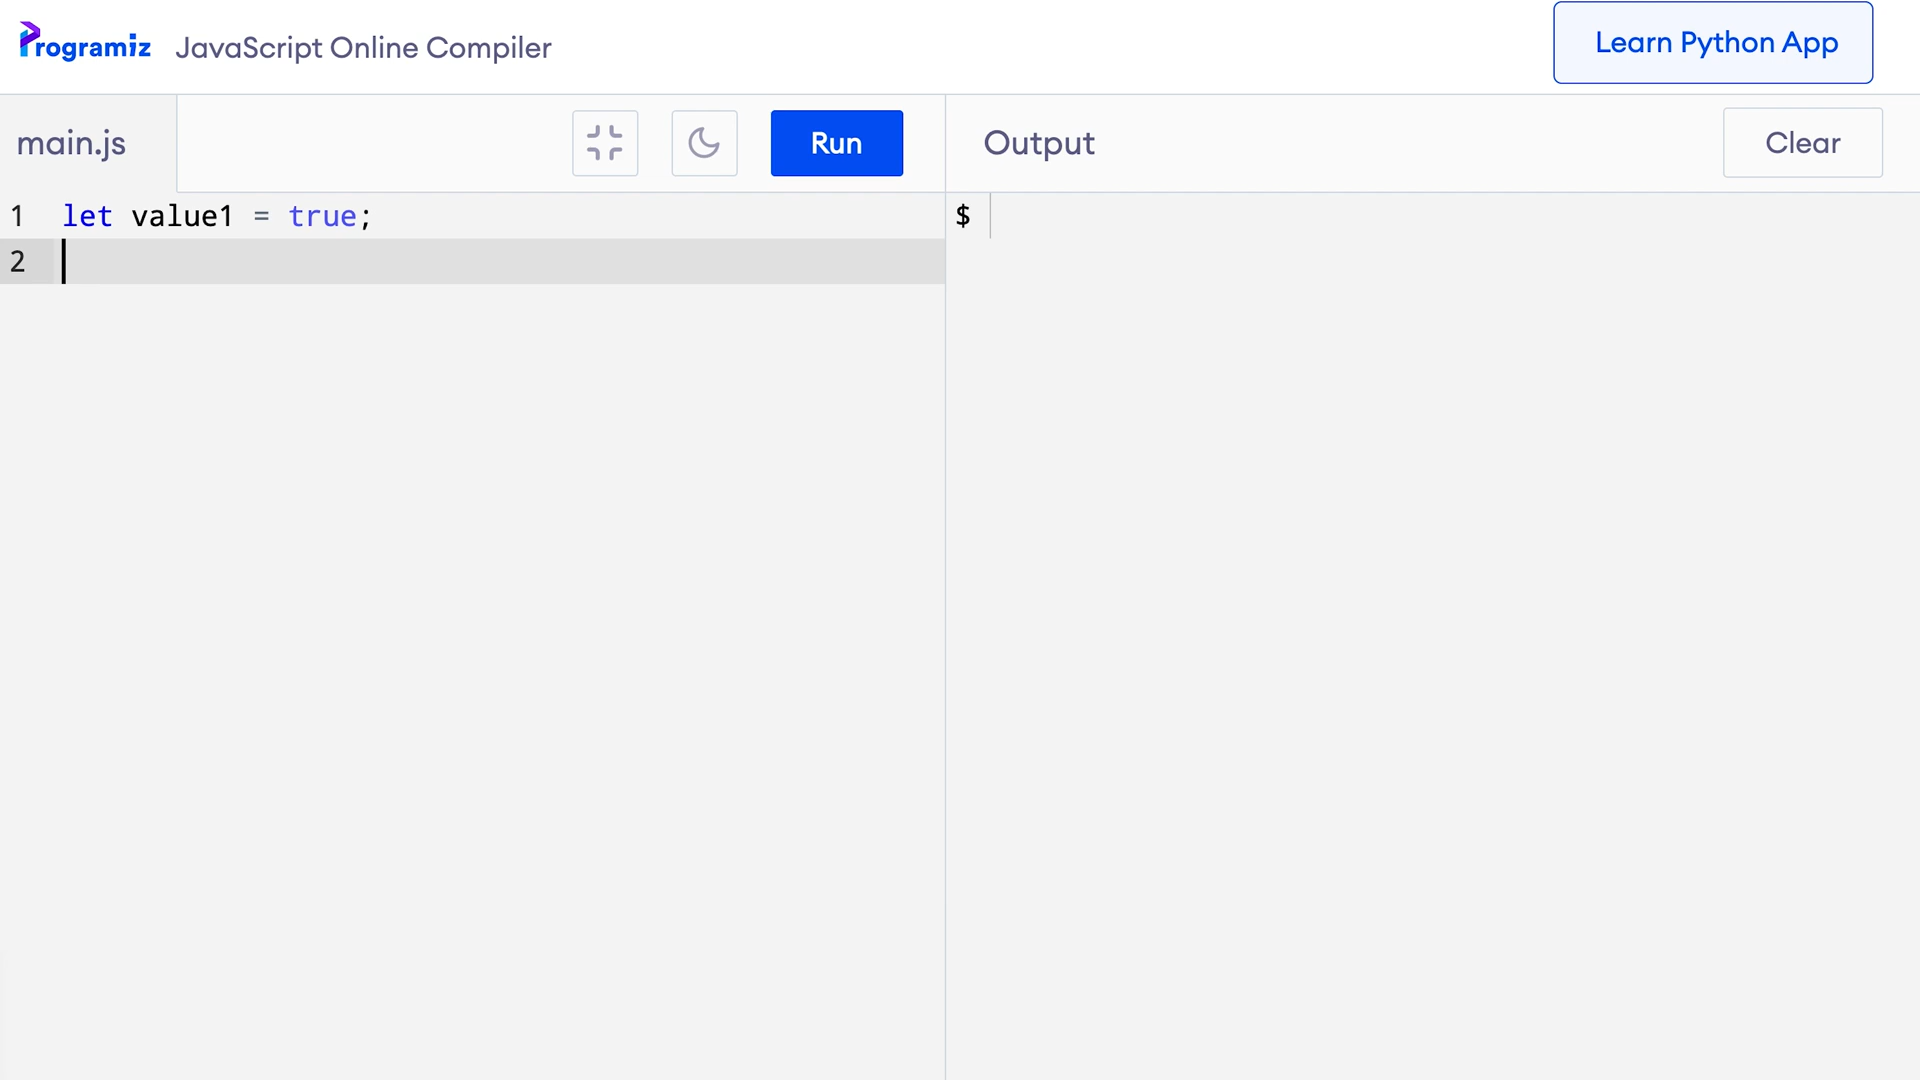 Programiz JavaScript Online Compiler Learn Python App
main.js Run Output Clear
1 let value1 = true;
2
$